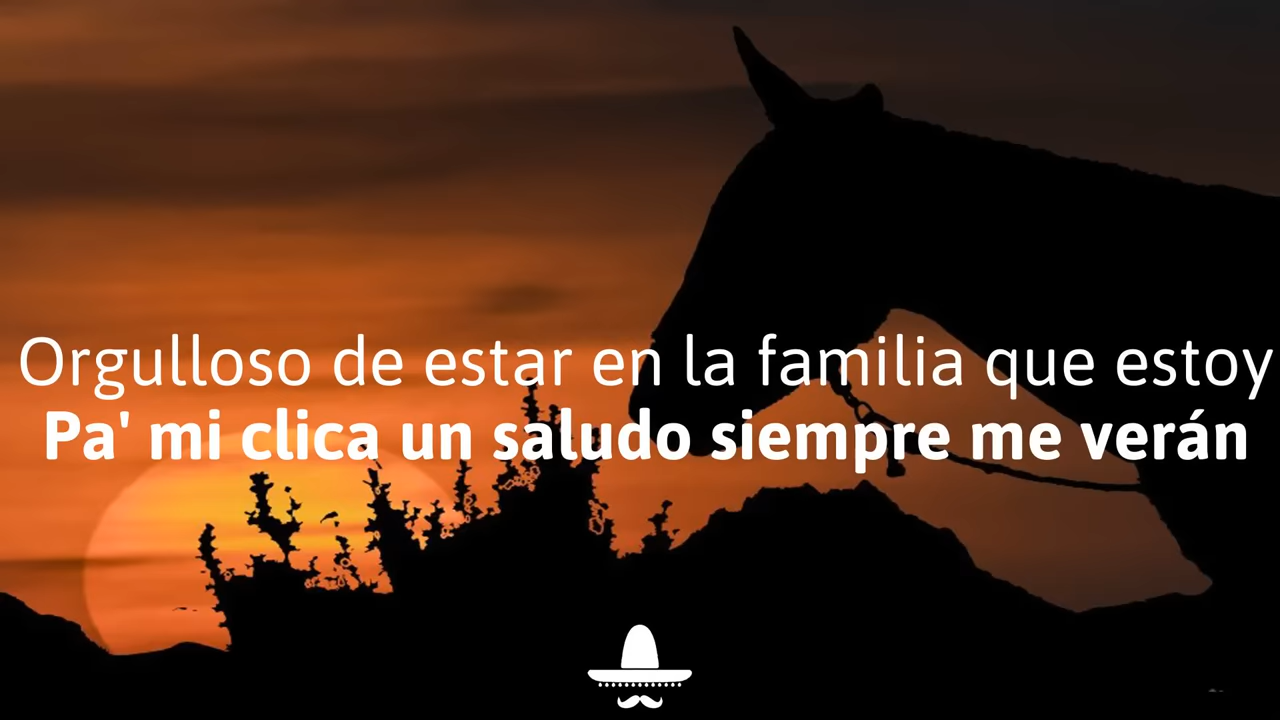 Orgulloso de estar en la familia que estoy
Pa' mi clica un saludo siempre me verán